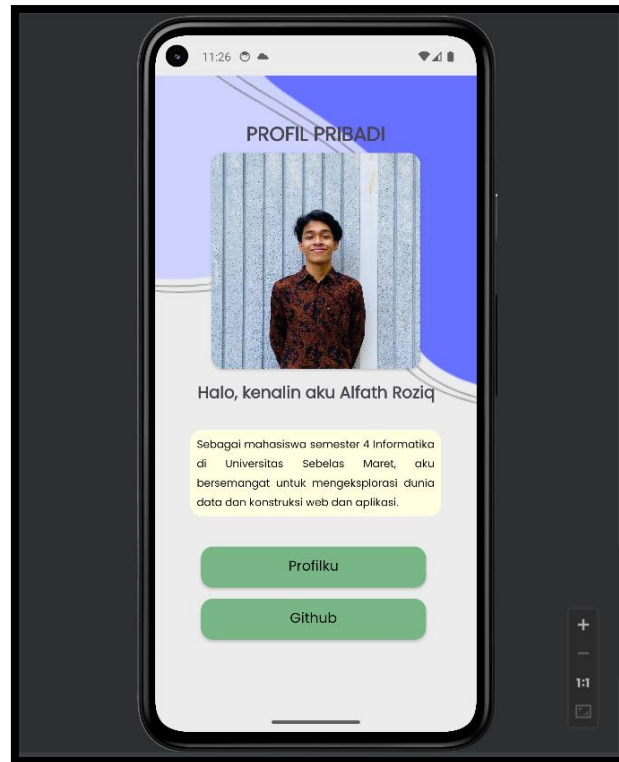 11:26
PROFIL PRIBADI
Halo, kenalin aku Alfath Roziq
Sebagai mahasiswa semester 4 Informatika
di Universitas Sebelas Maret, aku
bersemangat untuk mengeksplorasi dunia
data dan konstruksi web dan aplikasi.
Profilku
Github
1:1